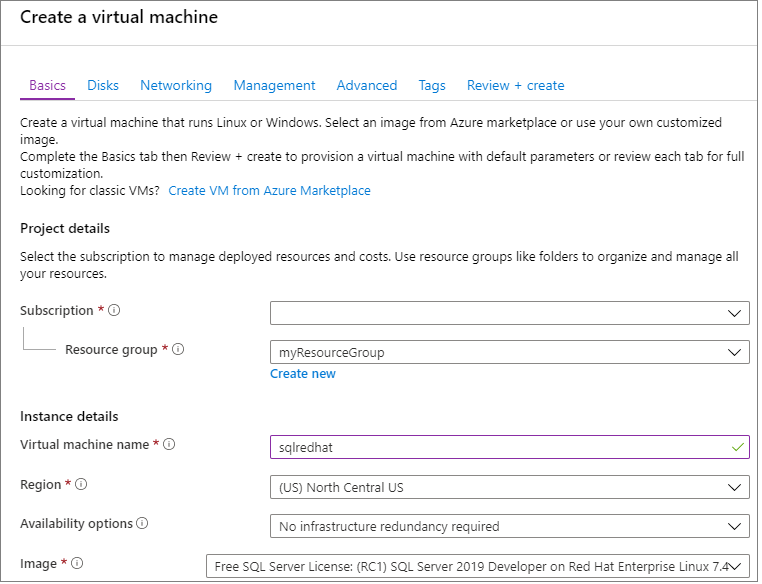 Create a virtual machine
Basics Disks Networking Management Advanced Tags Review + create
Create a virtual machine that runs Linux or Windows. Select an image from Azure marketplace or use your own customized
image.
Complete the Basics tab then Review + create to provision a virtual machine with default parameters or review each tab for full
customization.
Looking for classic VMs? Create VM from Azure Marketplace
Project details
Select the subscription to manage deployed resources and costs. Use resource groups like folders to organize and manage all
your resources.
Subscription *
Resource group * myResourceGroup
Create new
Instance details
Virtual machine name * sqlredhat
Region * (US) North Central US
Availability options No infrastructure redundancy required
Image * Free SQL Server License: (RC1) SQL Server 2019 Developer on Red Hat Enterprise Linux 7.4